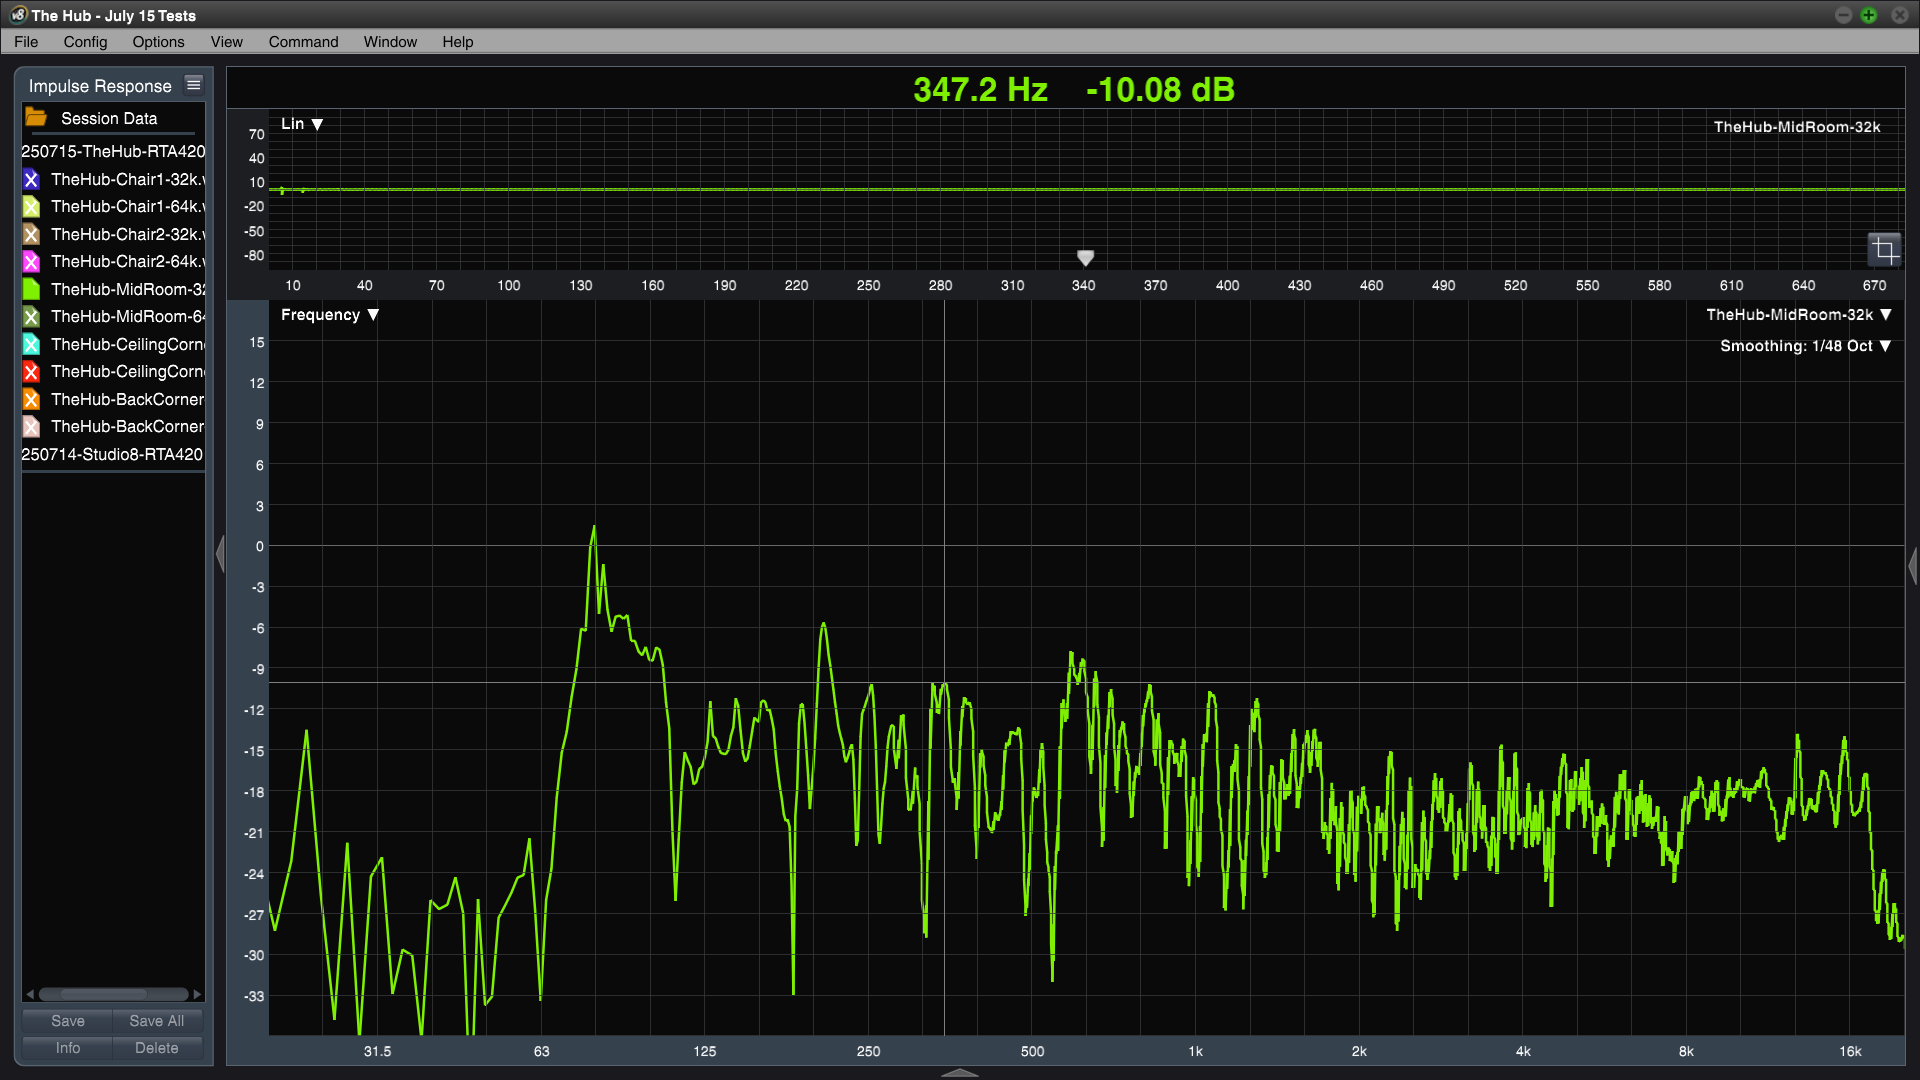 v8 The Hub - July 15 Tests
File Config Options View Command Window Help
Impulse Response
Session Data
250715-TheHub-RTA420
TheHub-Chair1-32k.
TheHub-Chair1-64k.
TheHub-Chair2-32k.
TheHub-Chair2-64k.
TheHub-MidRoom-32
TheHub-MidRoom-64
TheHub-CeilingCorn
TheHub-CeilingCorn
TheHub-BackCorner
TheHub-BackCorner
250714-Studio8-RTA420
Save Save All
Info Delete
347.2 Hz -10.08 dB
Lin ▼
TheHub-MidRoom-32k
70
40
10
-20
-50
-80
10 40 70 100 130 160 190 220 250 280 310 340 370 400 430 460 490 520 550 580 610 640 670
Frequency ▼
TheHub-MidRoom-32k ▼
Smoothing: 1/48 Oct ▼
15
12
9
6
3
0
-3
-6
-9
-12
-15
-18
-21
-24
-27
-30
-33
31.5 63 125 250 500 1k 2k 4k 8k 16k